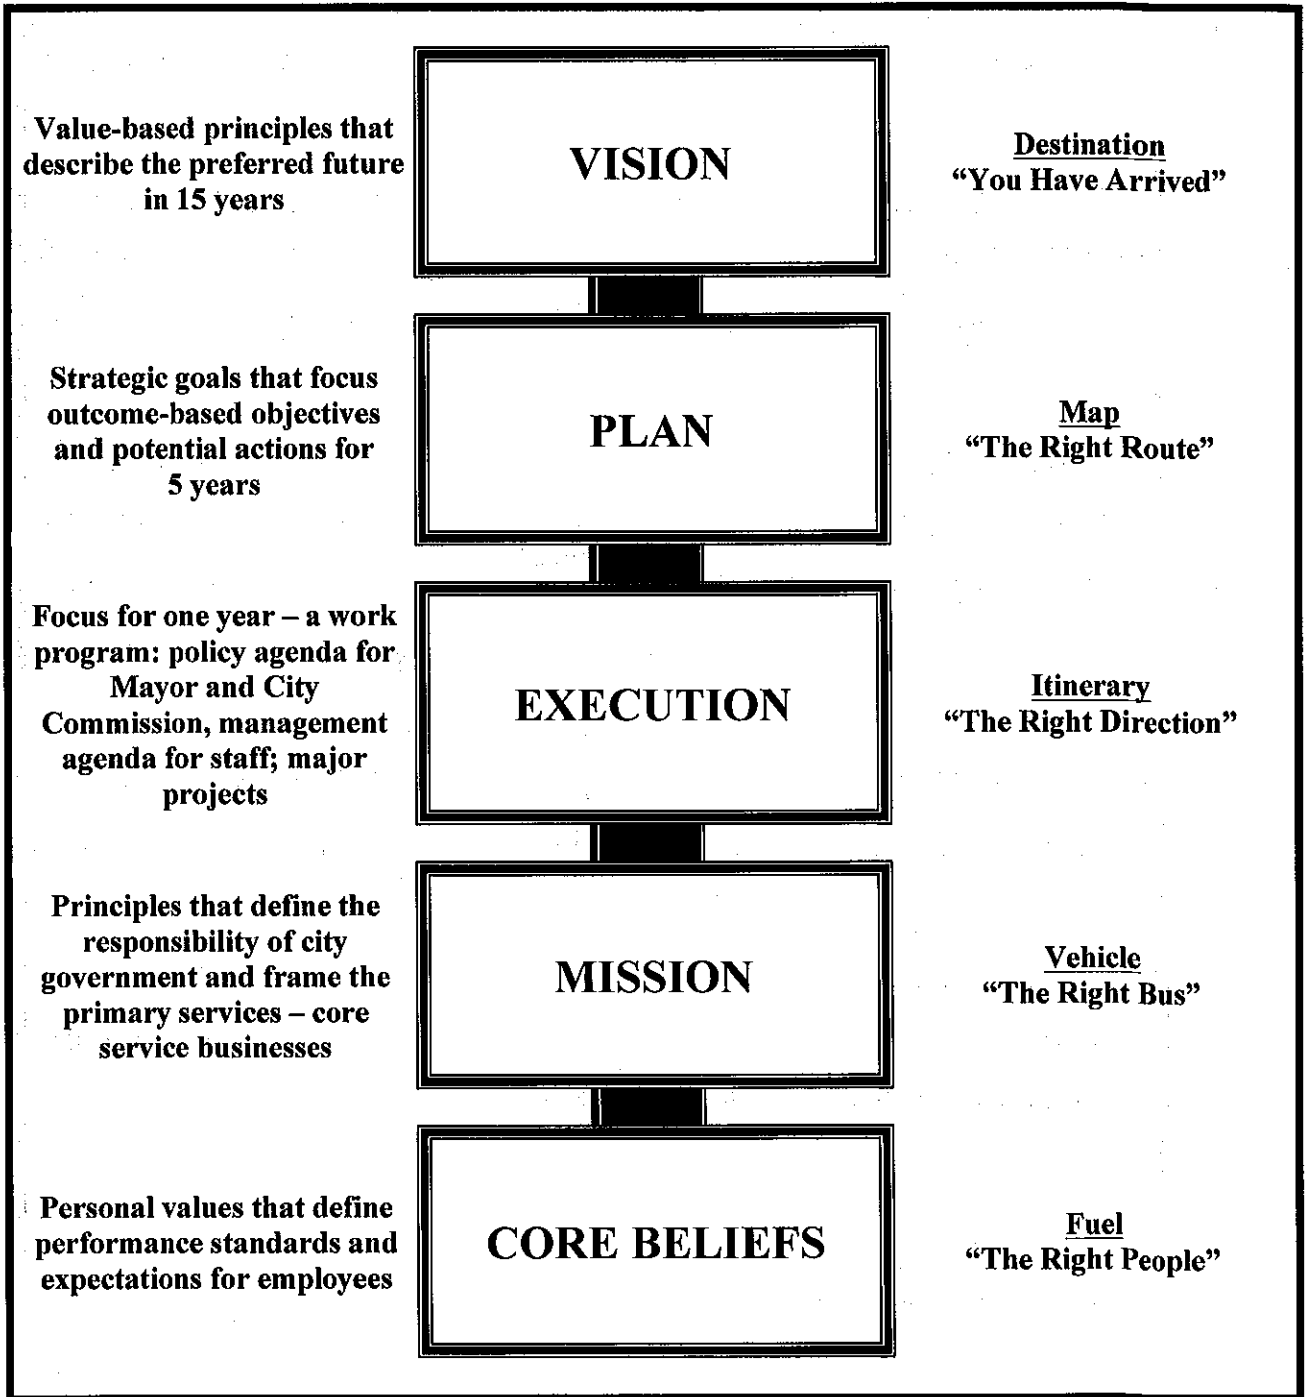 Value-based principles that
describe the preferred future
in 15 years
VISION
Destination
“You Have Arrived”
Strategic goals that focus
outcome-based objectives
and potential actions for
5 years
PLAN
Map
“The Right Route”
Focus for one year – a work
program: policy agenda for
Mayor and City
Commission, management
agenda for staff; major
projects
EXECUTION
Itinerary
“The Right Direction”
Principles that define the
responsibility of city
government and frame the
primary services – core
service businesses
MISSION
Vehicle
“The Right Bus”
Personal values that define
performance standards and
expectations for employees
CORE BELIEFS
Fuel
“The Right People”